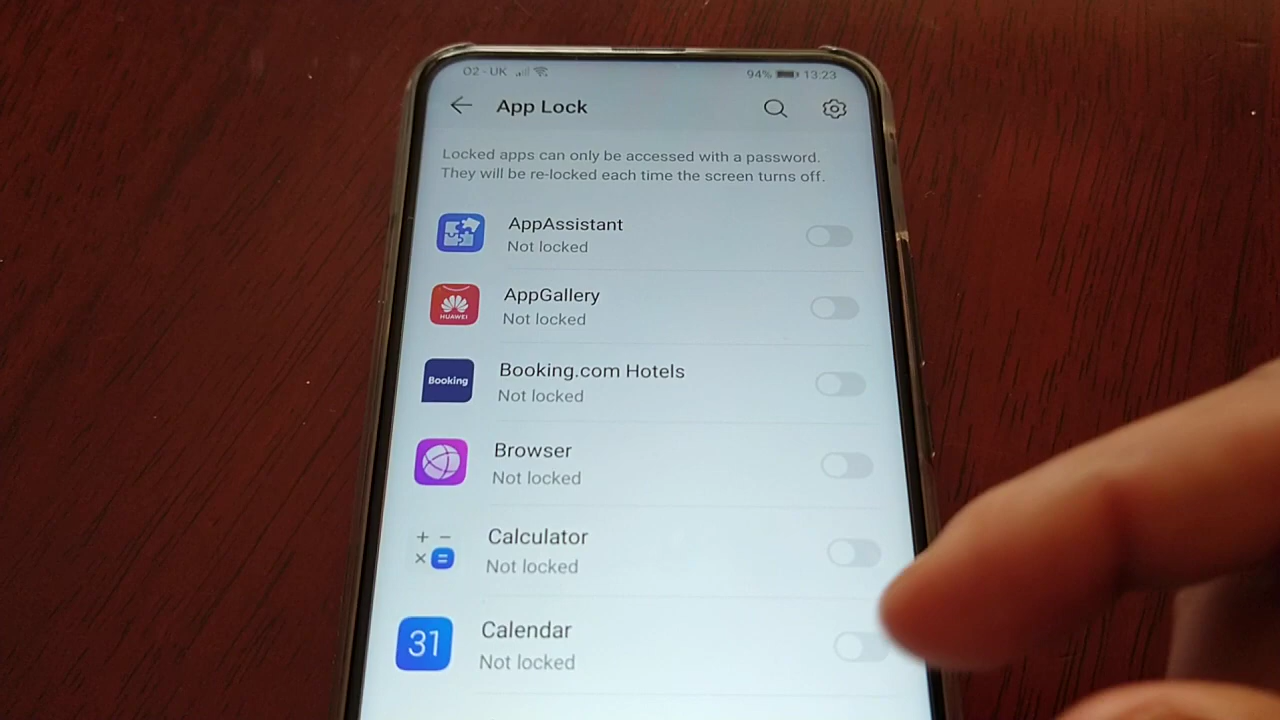 O2 - UK 94% 13:23
App Lock
Locked apps can only be accessed with a password.
They will be re-locked each time the screen turns off.
AppAssistant
Not locked
AppGallery
HUAWEI
Not locked
Booking.com Hotels
Booking
Not locked
Browser
Not locked
Calculator
Not locked
Calendar
31
Not locked